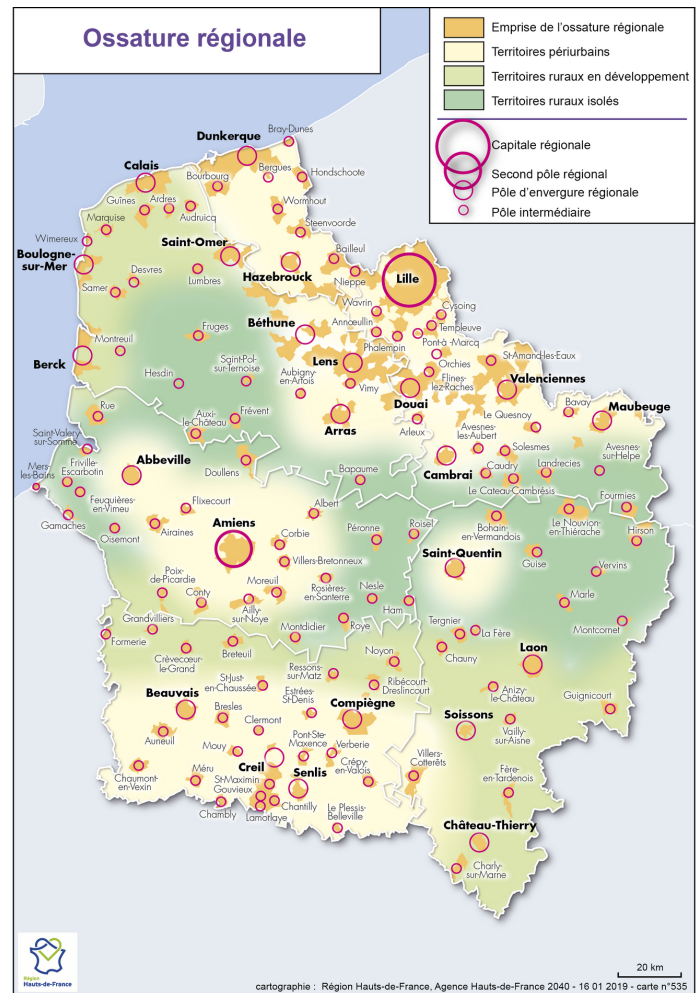 Ossature régionale
Emprise de l'ossature régionale
Territoires périurbains
Territoires ruraux en développement
Territoires ruraux isolés
Capitale régionale
Second pôle régional
Pôle d'envergure régionale
Pôle intermédiaire
Bray-Dunes
Dunkerque
Bergues
Hondschoote
Calais
Bourbourg
Guînes
Ardres
Audruicq
Marquise
Wormhout
Steenvoorde
Wimereux
Boulogne-
sur-Mer
Saint-Omer
Bailleul
Hazebrouck
Nieppe
Lille
Desvres
Samer
Lumbres
Wavrin
Annœullin
Cysoing
Templeuve
Pont-à-Marcq
Phalempin
Fruges
Béthune
Berck
Montreuil
Hesdin
Saint-Pol-
sur-Ternoise
Aubigny-
en-Artois
Lens
Vimy
Orchies
Flines-
lez-Raches
St-Amand-les-Eaux
Valenciennes
Douai
Arleux
Arras
Le Quesnoy
Bavay
Maubeuge
Rue
Auxi-
le-Château
Frévent
Avesnes-
les-Aubert
Solesmes
Landrecies
Avesnes-
sur-Helpe
Cambrai
Caudry
Le Cateau-Cambrésis
Fourmies
Saint-Valery-
sur-Somme
Mers-
les-Bains
Friville-
Escarbotin
Feuquières-
en-Vimeu
Gamaches
Oisemont
Abbeville
Doullens
Bapaume
Flixecourt
Airaines
Amiens
Albert
Corbie
Villers-Bretonneux
Péronne
Roisel
Saint-Quentin
Bohain-
en-Vermandois
Le Nouvion-
en-Thiérache
Hirson
Guise
Vervins
Marle
Montcornet
Poix-
de-Picardie
Conty
Moreuil
Ailly-
sur-Noye
Rosières-
en-Santerre
Nesle
Ham
Roye
Montdidier
Grandvilliers
Formerie
Crèvecœur-
le-Grand
Breteuil
Tergnier
La Fère
Chauny
Laon
Noyon
Ressons-
sur-Matz
Ribécourt-
Dreslincourt
St-Just-
en-Chaussée
Estrées-
St-Denis
Anizy-
le-Château
Guignicourt
Beauvais
Bresles
Clermont
Compiègne
Soissons
Vailly-
sur-Aisne
Auneuil
Mouy
Pont-Ste-
Maxence
Verberie
Crépy-
en-Valois
Villers-
Cotterêts
Chaumont-
en-Vexin
Méru
Creil
St-Maximin
Gouvieux
Senlis
Chantilly
Chambly
Lamorlaye
Le Plessis-
Belleville
Fère-
en-Tardenois
Château-Thierry
Charly-
sur-Marne
20 km
Région
Hauts-de-France
cartographie : Région Hauts-de-France, Agence Hauts-de-France 2040 - 16 01 2019 - carte n°535